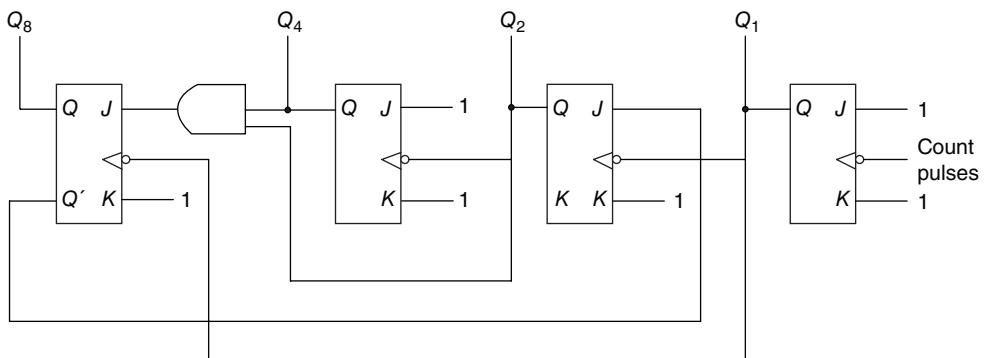 Q8 Q4 Q2 Q1
Q J Q J 1 Q J Q J 1
Count
pulses
Q´ K 1 K 1 K K 1 K 1